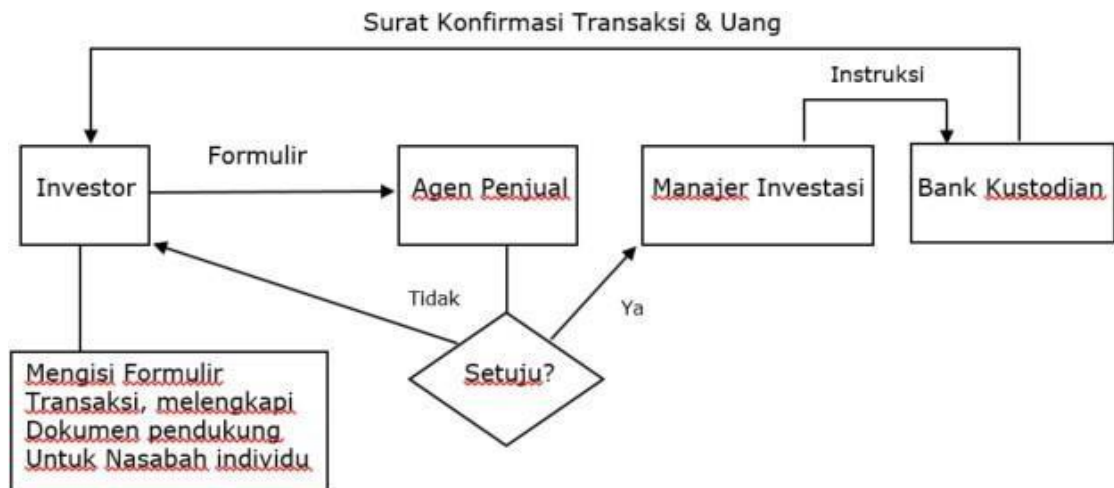 Surat Konfirmasi Transaksi & Uang
Instruksi
Formulir
Investor
Agen Penjual
Manajer Investasi
Bank Kustodian
Tidak
Ya
Setuju?
Mengisi Formulir
Transaksi, melengkapi
Dokumen pendukung
Untuk Nasabah individu